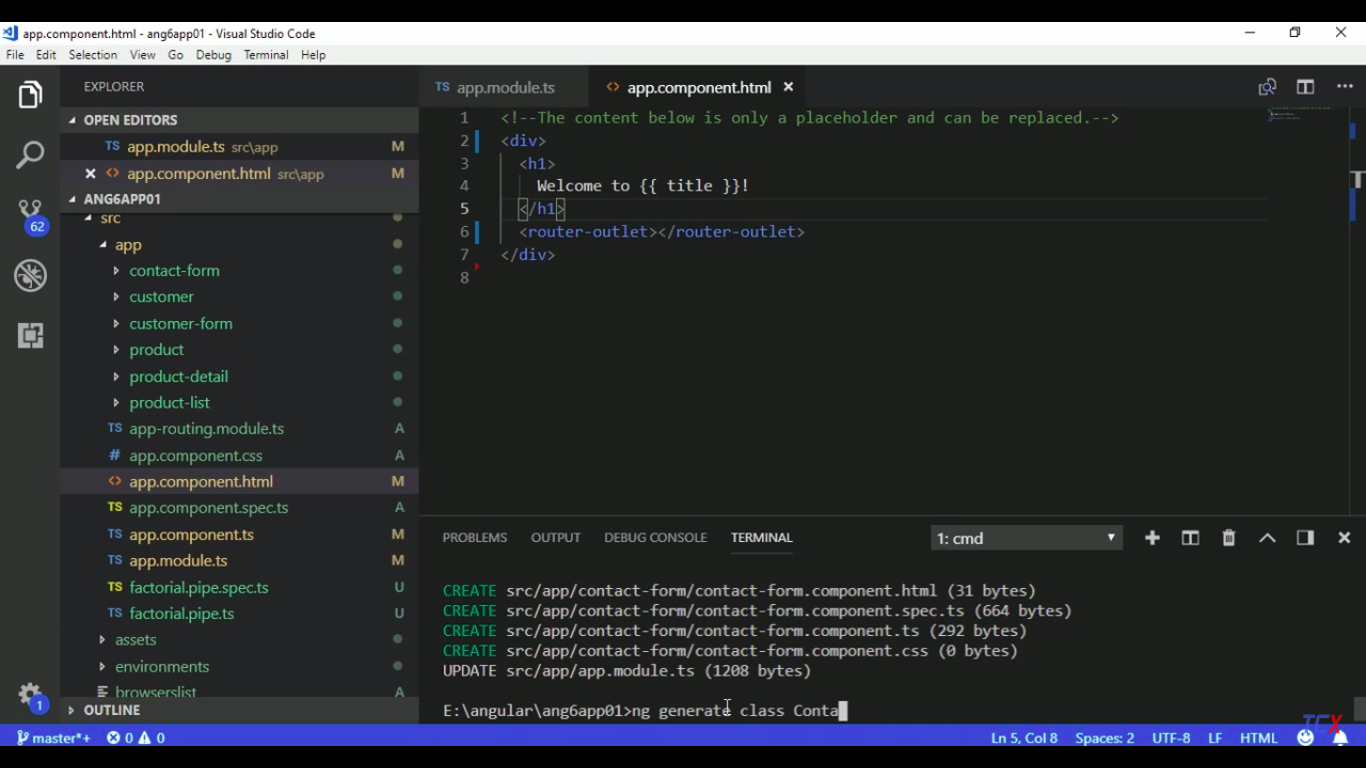 app.component.html - ang6app01 - Visual Studio Code
File Edit Selection View Go Debug Terminal Help
EXPLORER
OPEN EDITORS
TS app.module.ts src\app M
<> app.component.html src\app M
ANG6APP01
src
app
contact-form
customer
customer-form
product
product-detail
product-list
TS app-routing.module.ts A
# app.component.css A
<> app.component.html M
TS app.component.spec.ts A
TS app.component.ts M
TS app.module.ts M
TS factorial.pipe.spec.ts U
TS factorial.pipe.ts U
assets
environments
browserslist A
OUTLINE
62
1
TS app.module.ts <> app.component.html
1 <!--The content below is only a placeholder and can be replaced.-->
2 <div>
3 <h1>
4 Welcome to {{ title }}!
5 </h1>
6 <router-outlet></router-outlet>
7 </div>
8
PROBLEMS OUTPUT DEBUG CONSOLE TERMINAL 1: cmd
CREATE src/app/contact-form/contact-form.component.html (31 bytes)
CREATE src/app/contact-form/contact-form.component.spec.ts (664 bytes)
CREATE src/app/contact-form/contact-form.component.ts (292 bytes)
CREATE src/app/contact-form/contact-form.component.css (0 bytes)
UPDATE src/app/app.module.ts (1208 bytes)
E:\angular\ang6app01>ng generate class Conta
master*+ 0 0 Ln 5, Col 8 Spaces: 2 UTF-8 LF HTML
TCX